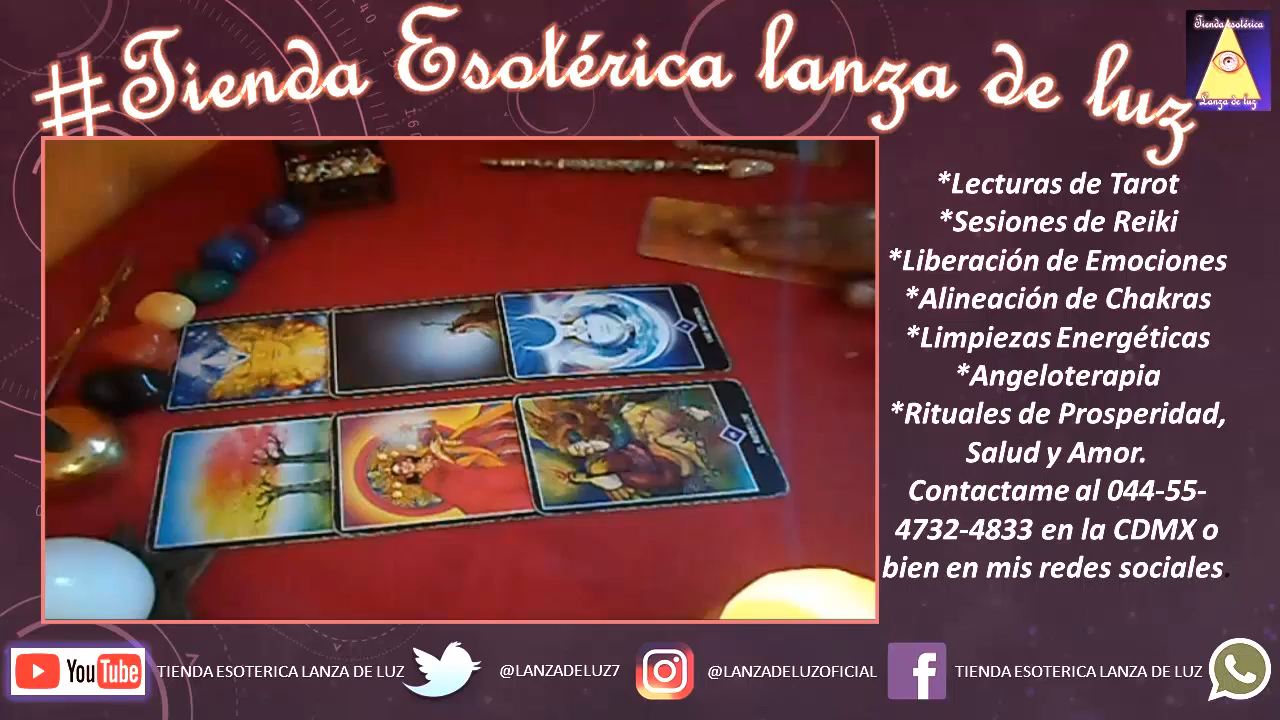 #Tienda Esotérica lanza de luz
Tienda esotérica
Lanza de luz
*Lecturas de Tarot
*Sesiones de Reiki
*Liberación de Emociones
*Alineación de Chakras
*Limpiezas Energéticas
*Angeloterapia
*Rituales de Prosperidad,
Salud y Amor.
Contactame al 044-55-
4732-4833 en la CDMX o
bien en mis redes sociales.
YouTube TIENDA ESOTERICA LANZA DE LUZ @LANZADELUZ7 @LANZADELUZOFICIAL TIENDA ESOTERICA LANZA DE LUZ